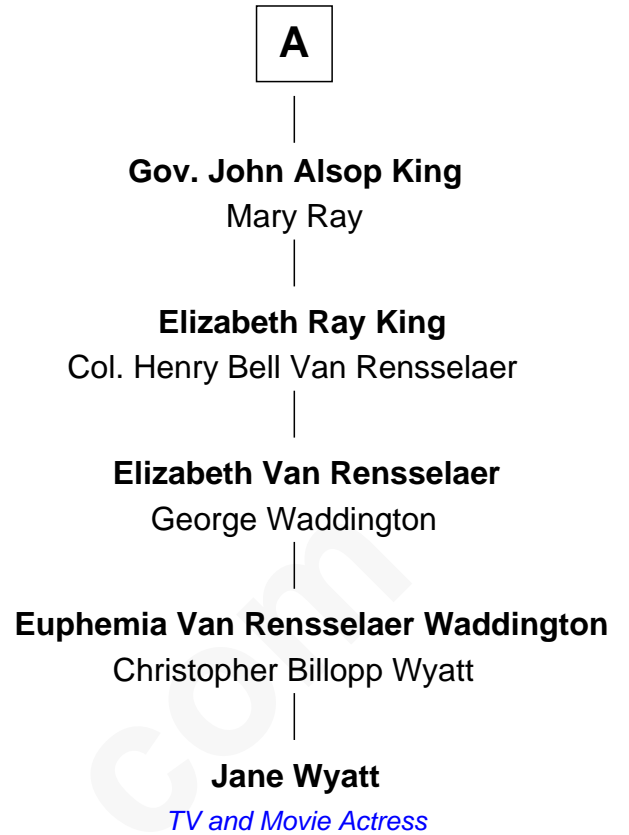 A
Gov. John Alsop King
Mary Ray
Elizabeth Ray King
Col. Henry Bell Van Rensselaer
Elizabeth Van Rensselaer
George Waddington
Euphemia Van Rensselaer Waddington
Christopher Billopp Wyatt
Jane Wyatt
TV and Movie Actress
com